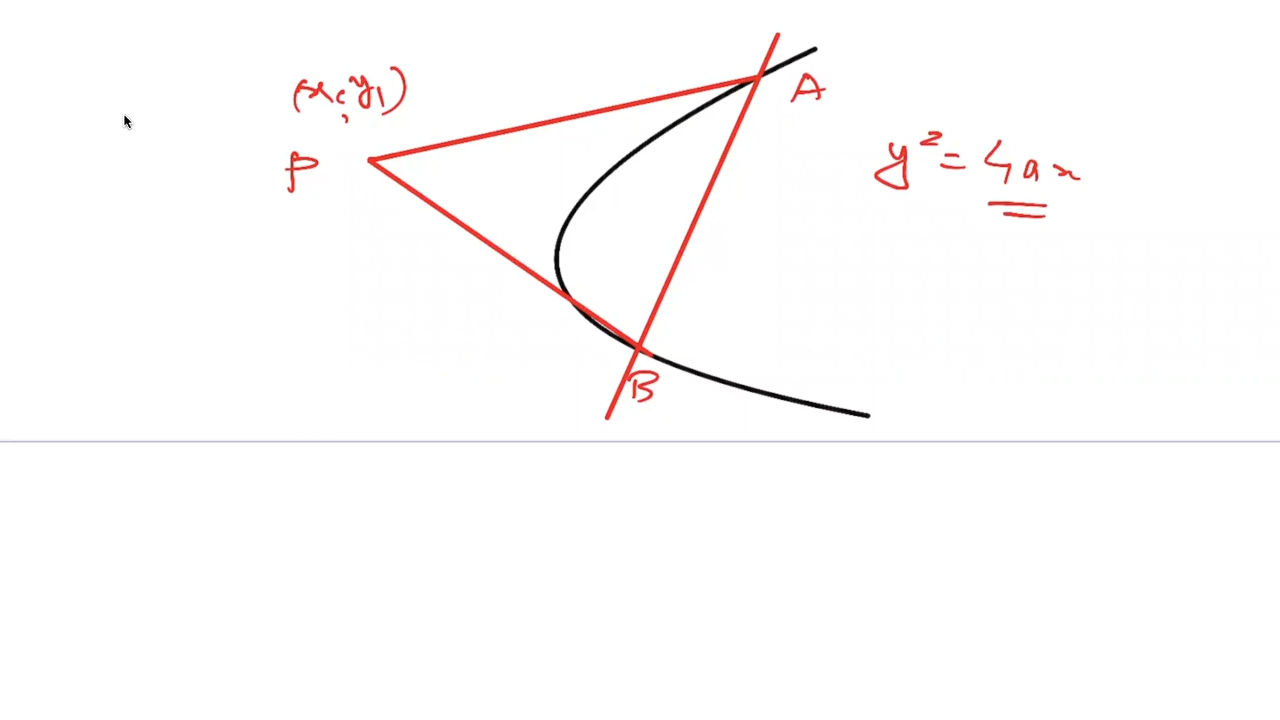 (x₁, y₁)
P
A
y² = 4ax
B